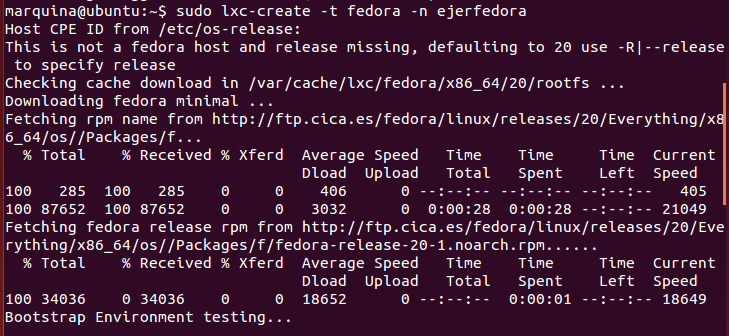 marquina@ubuntu:~$ sudo lxc-create -t fedora -n ejerfedora
Host CPE ID from /etc/os-release:
This is not a fedora host and release missing, defaulting to 20 use -R|--release
 to specify release
Checking cache download in /var/cache/lxc/fedora/x86_64/20/rootfs ...
Downloading fedora minimal ...
Fetching rpm name from http://ftp.cica.es/fedora/linux/releases/20/Everything/x8
6_64/os//Packages/f...
  % Total    % Received % Xferd  Average Speed   Time    Time     Time  Current
                                 Dload  Upload   Total   Spent    Left  Speed
100   285  100   285    0     0    406      0 --:--:-- --:--:-- --:--:--   405
100 87652  100 87652    0     0   3032      0  0:00:28  0:00:28 --:--:-- 21049
Fetching fedora release rpm from http://ftp.cica.es/fedora/linux/releases/20/Eve
rything/x86_64/os//Packages/f/fedora-release-20-1.noarch.rpm......
  % Total    % Received % Xferd  Average Speed   Time    Time     Time  Current
                                 Dload  Upload   Total   Spent    Left  Speed
100 34036    0 34036    0     0  18652      0 --:--:--  0:00:01 --:--:-- 18649
Bootstrap Environment testing...